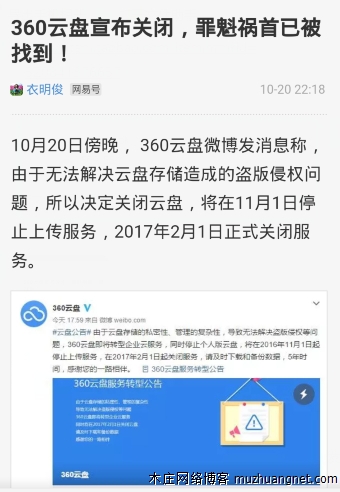 360云盘宣布关闭，罪魁祸首已被
找到！
衣明俊 网易号 10-20 22:18
10月20日傍晚， 360云盘微博发消息称，
由于无法解决云盘存储造成的盗版侵权问
题，所以决定关闭云盘，将在11月1日停
止上传服务，2017年2月1日正式关闭服
务。
360云盘
今天 17:59 来自 微博 weibo.com
#云盘公告# 由于云盘存储的私密性、管理的复杂性，导致无法解决盗版侵权等问
题，360云盘即将转型企业云服务，同时停止个人版云盘，将在2016年11月1日起
停止上传服务，在2017年2月1日起关闭服务，请及时下载和备份数据，5年时
间，感谢您的一路相伴。 360云盘服务转型公告
360云盘服务转型公告
360云盘
木庄网络博客 muzhuangnet.com